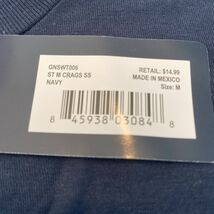 GNSWT006 RETAIL: $14.99
ST M CRAGS SS MADE IN MEXICO
NAVY Size: M
8 45938 03084 8